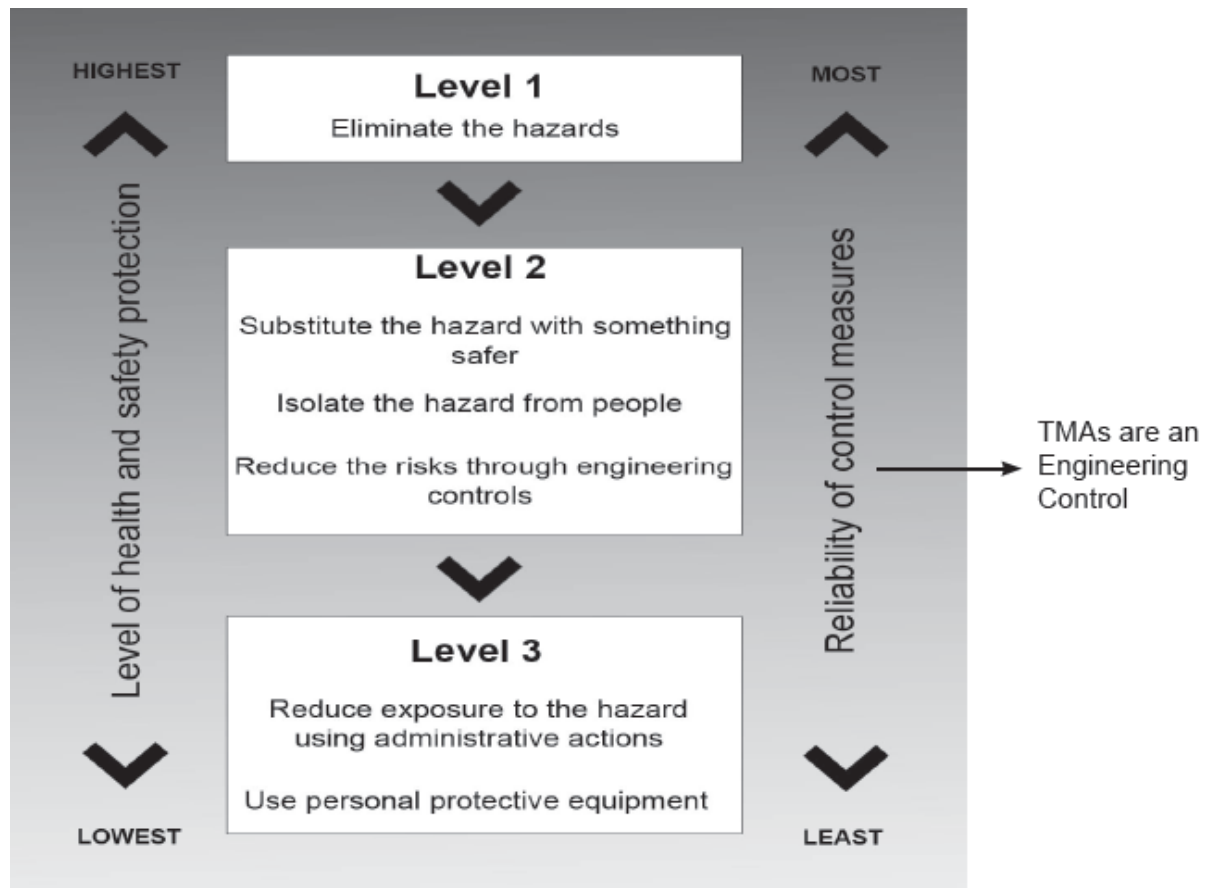 HIGHEST
MOST
Level 1
Eliminate the hazards
Level of health and safety protection
Level 2
Substitute the hazard with something
safer
Isolate the hazard from people
Reduce the risks through engineering
controls
Reliability of control measures
TMAs are an
Engineering
Control
Level 3
Reduce exposure to the hazard
using administrative actions
Use personal protective equipment
LOWEST
LEAST